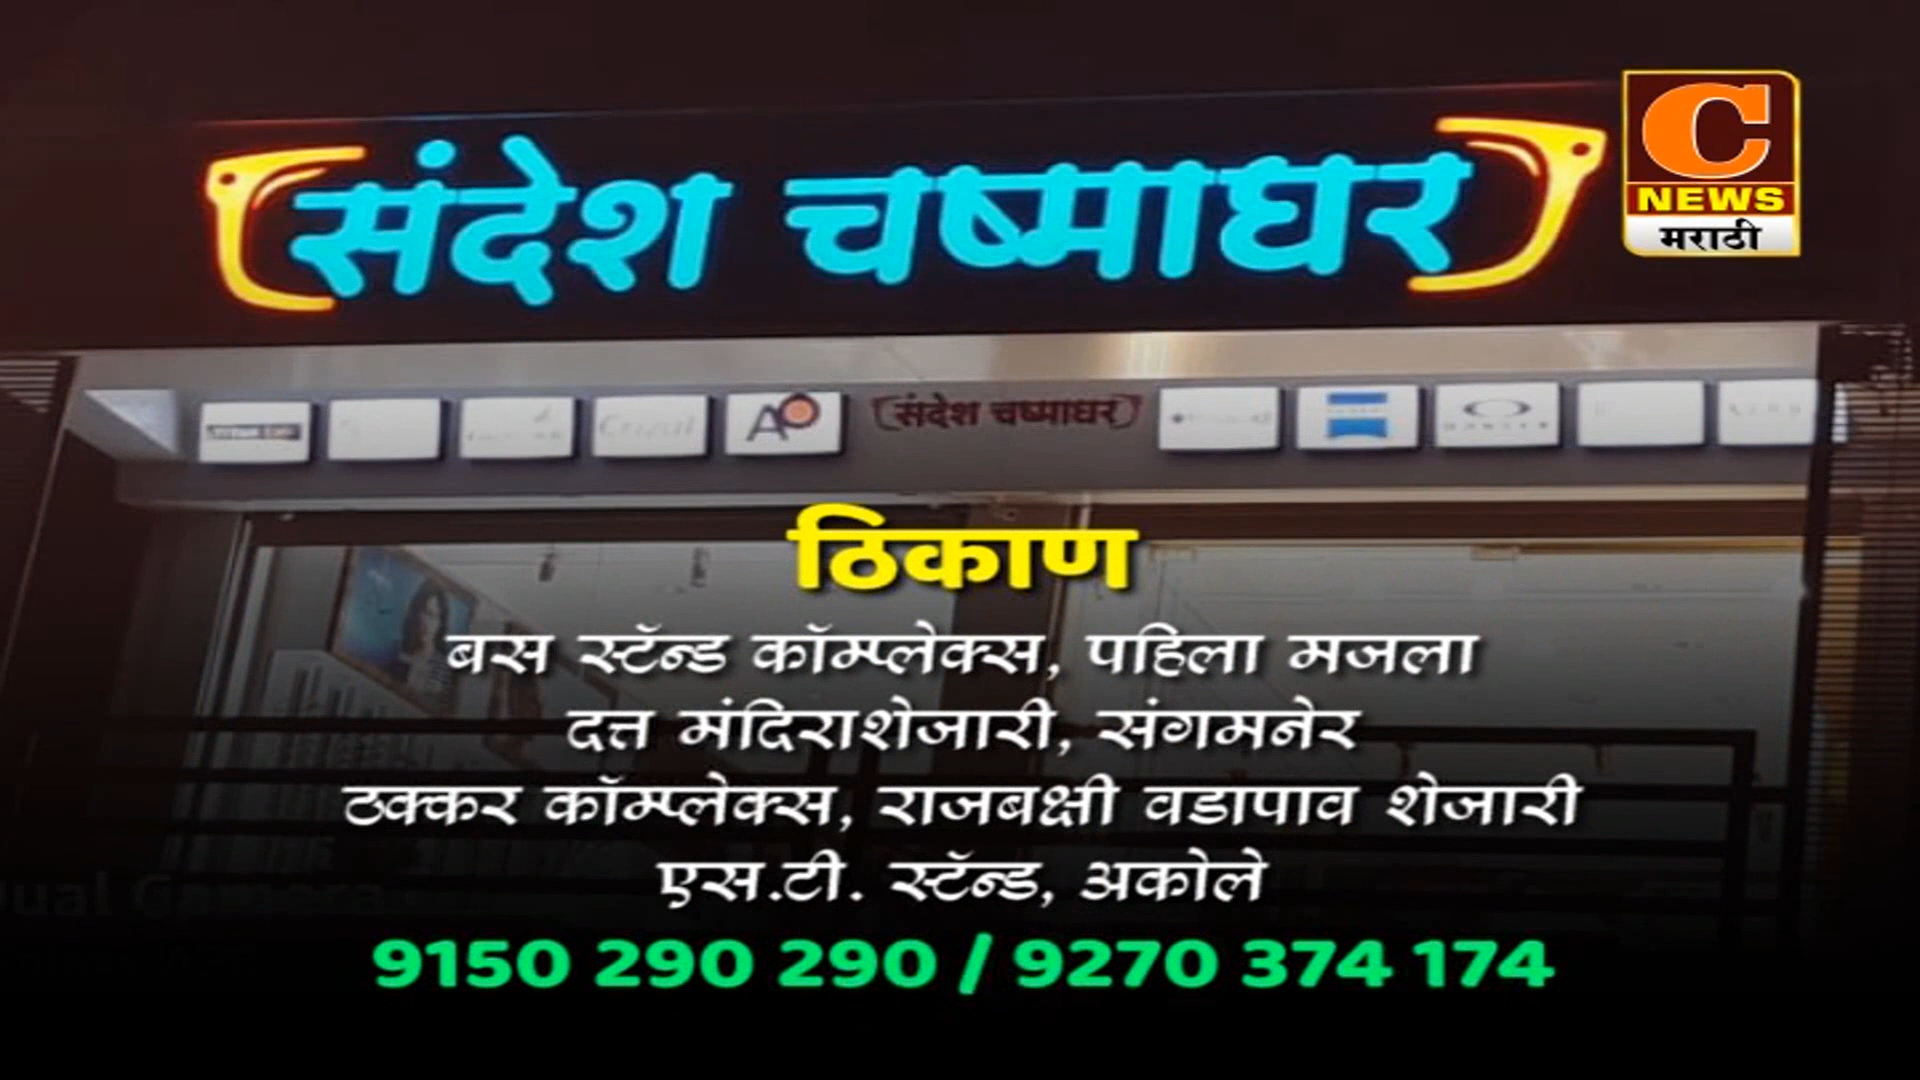 संदेश चष्माघर
C
NEWS
मराठी
AO
संदेश चष्माघर
ठिकाण
बस स्टॅन्ड कॉम्प्लेक्स, पहिला मजला
दत्त मंदिराशेजारी, संगमनेर
ठक्कर कॉम्प्लेक्स, राजबक्षी वडापाव शेजारी
एस.टी. स्टॅन्ड, अकोले
9150 290 290 / 9270 374 174